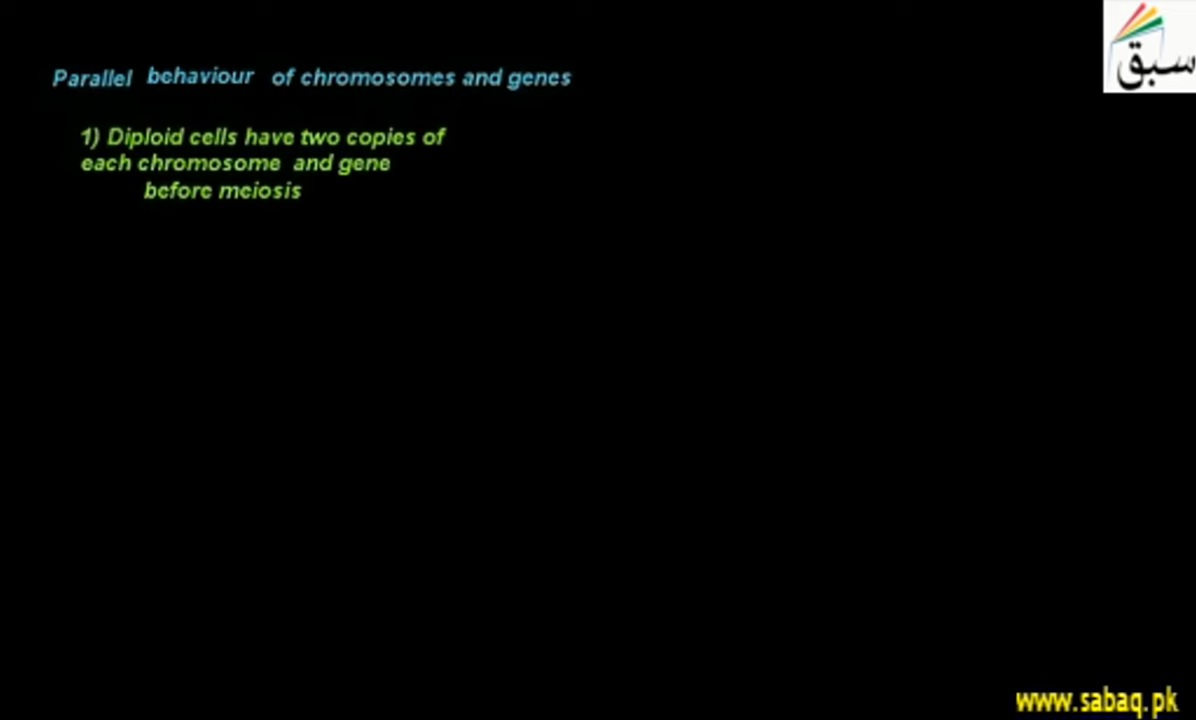 سبق
Parallel behaviour of chromosomes and genes
1) Diploid cells have two copies of
each chromosome and gene
before meiosis
www.sabaq.pk